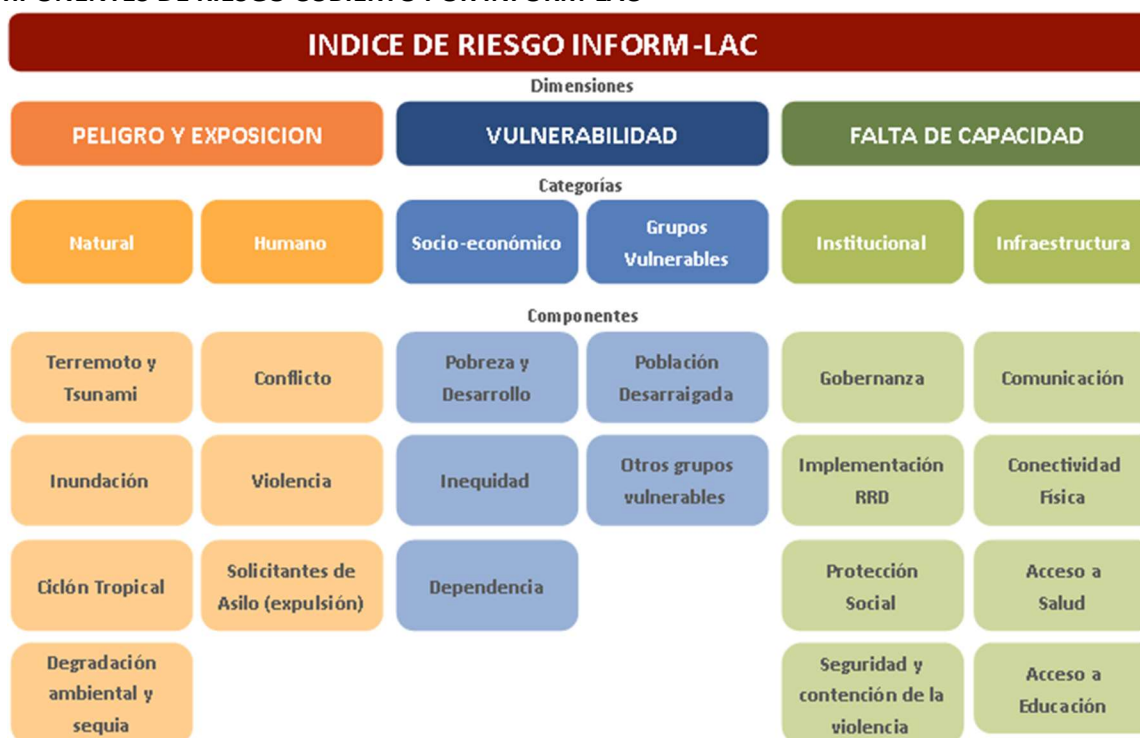 INDICE DE RIESGO INFORM-LAC
Dimensiones
PELIGRO Y EXPOSICION
VULNERABILIDAD
FALTA DE CAPACIDAD
Categorías
Natural
Humano
Socio-económico
Grupos
Vulnerables
Institucional
Infraestructura
Componentes
Terremoto y
Tsunami
Conflicto
Pobreza y
Desarrollo
Población
Desarraigada
Gobernanza
Comunicación
Inundación
Violencia
Inequidad
Otros grupos
vulnerables
Implementación
RRD
Conectividad
Física
Ciclón Tropical
Solicitantes de
Asilo (expulsión)
Dependencia
Protección
Social
Acceso a
Salud
Degradación
ambiental y
sequia
Seguridad y
contención de la
violencia
Acceso a
Educación